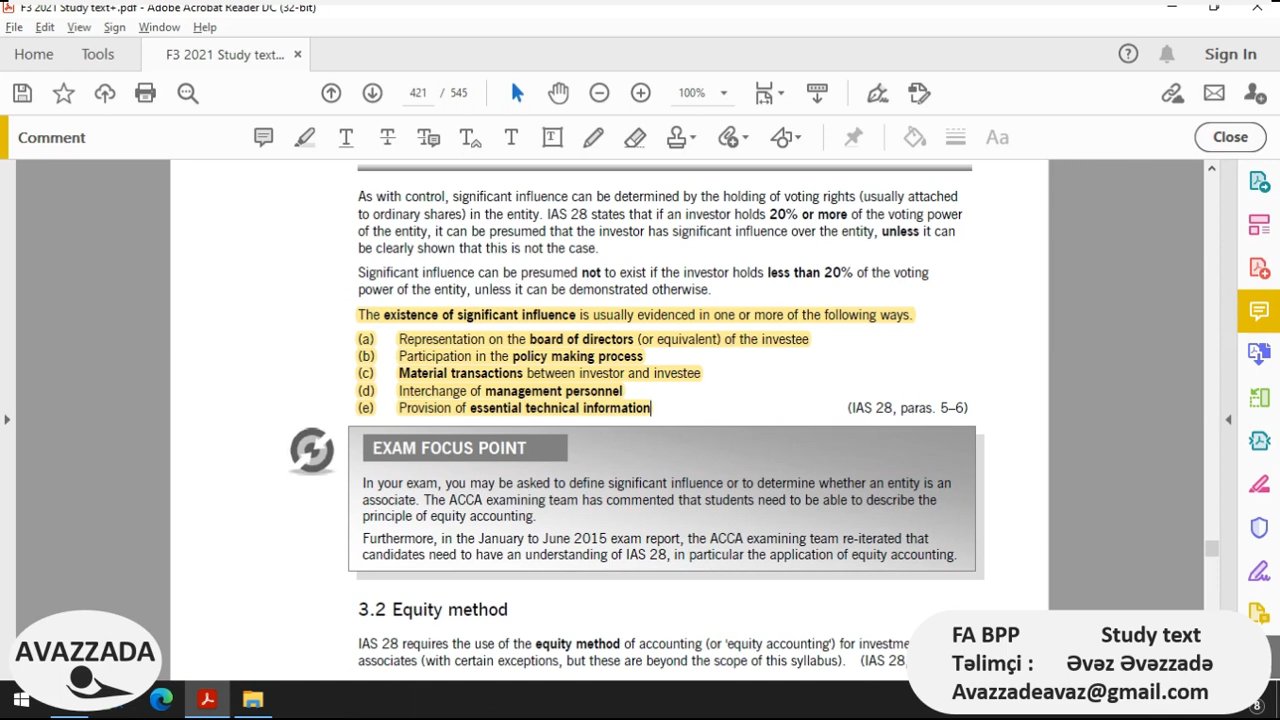 F3 2021 Study text+.pdf - Adobe Acrobat Reader DC (32-bit)
File Edit View Sign Window Help
Home Tools F3 2021 Study text... × Sign In
421 / 545 100%
Comment Close
As with control, significant influence can be determined by the holding of voting rights (usually attached
to ordinary shares) in the entity. IAS 28 states that if an investor holds 20% or more of the voting power
of the entity, it can be presumed that the investor has significant influence over the entity, unless it can
be clearly shown that this is not the case.
Significant influence can be presumed not to exist if the investor holds less than 20% of the voting
power of the entity, unless it can be demonstrated otherwise.
The existence of significant influence is usually evidenced in one or more of the following ways.
(a) Representation on the board of directors (or equivalent) of the investee
(b) Participation in the policy making process
(c) Material transactions between investor and investee
(d) Interchange of management personnel
(e) Provision of essential technical information (IAS 28, paras. 5–6)
EXAM FOCUS POINT
In your exam, you may be asked to define significant influence or to determine whether an entity is an
associate. The ACCA examining team has commented that students need to be able to describe the
principle of equity accounting.
Furthermore, in the January to June 2015 exam report, the ACCA examining team re-iterated that
candidates need to have an understanding of IAS 28, in particular the application of equity accounting.
3.2 Equity method
IAS 28 requires the use of the equity method of accounting (or 'equity accounting') for
associates (with certain exceptions, but these are beyond the scope of this syllabus). (IAS 28,
AVAZZADA
FA BPP Study text
Təlimçi : Əvəz Əvəzzadə
Avazzadeavaz@gmail.com